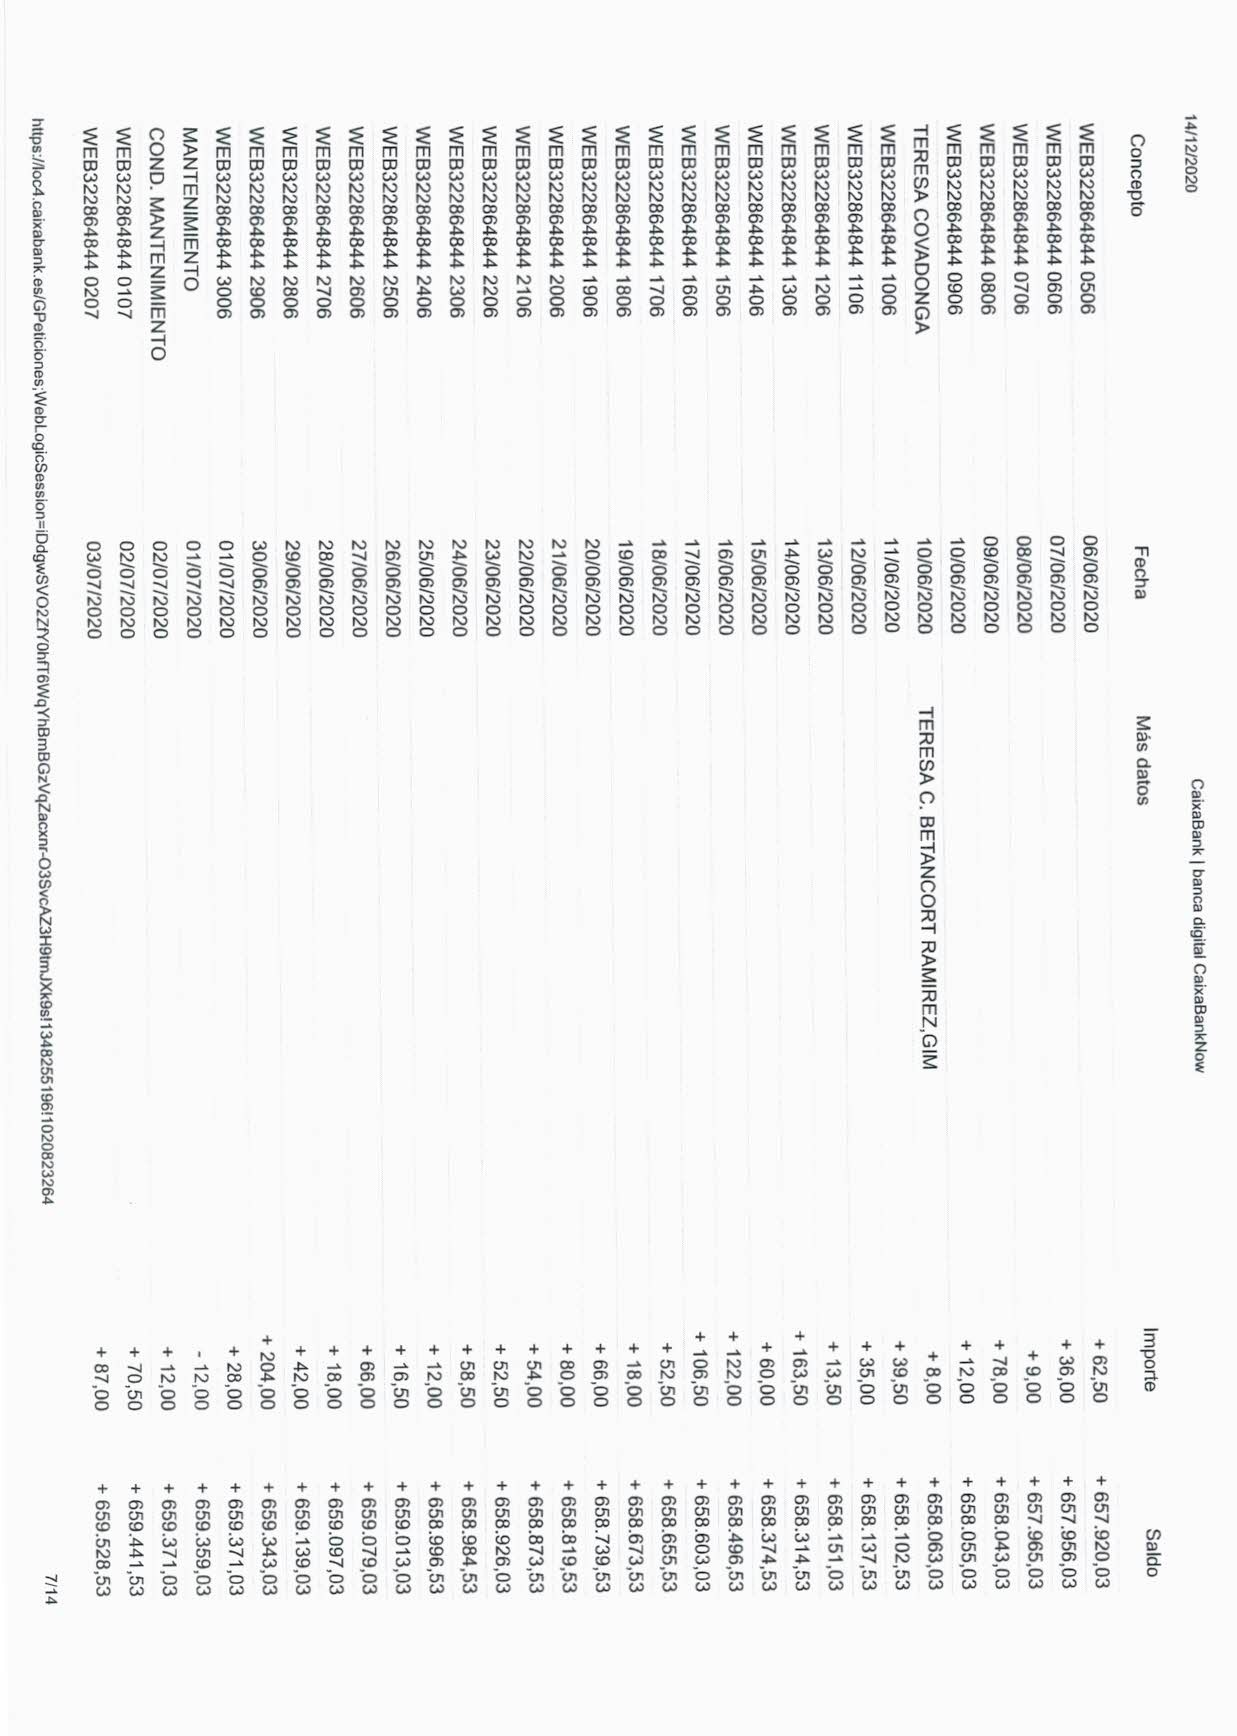 14/12/2020 CaixaBank | banca digital CaixaBankNow
Concepto Fecha Más datos Importe Saldo
WEB322864844 0506 06/06/2020 + 62,50 + 657.920,03
WEB322864844 0606 07/06/2020 + 36,00 + 657.956,03
WEB322864844 0706 08/06/2020 + 9,00 + 657.965,03
WEB322864844 0806 09/06/2020 + 78,00 + 658.043,03
WEB322864844 0906 10/06/2020 + 12,00 + 658.055,03
TERESA COVADONGA 10/06/2020 TERESA C. BETANCORT RAMIREZ,GIM + 8,00 + 658.063,03
WEB322864844 1006 11/06/2020 + 39,50 + 658.102,53
WEB322864844 1106 12/06/2020 + 35,00 + 658.137,53
WEB322864844 1206 13/06/2020 + 13,50 + 658.151,03
WEB322864844 1306 14/06/2020 + 163,50 + 658.314,53
WEB322864844 1406 15/06/2020 + 60,00 + 658.374,53
WEB322864844 1506 16/06/2020 + 122,00 + 658.496,53
WEB322864844 1606 17/06/2020 + 106,50 + 658.603,03
WEB322864844 1706 18/06/2020 + 52,50 + 658.655,53
WEB322864844 1806 19/06/2020 + 18,00 + 658.673,53
WEB322864844 1906 20/06/2020 + 66,00 + 658.739,53
WEB322864844 2006 21/06/2020 + 80,00 + 658.819,53
WEB322864844 2106 22/06/2020 + 54,00 + 658.873,53
WEB322864844 2206 23/06/2020 + 52,50 + 658.926,03
WEB322864844 2306 24/06/2020 + 58,50 + 658.984,53
WEB322864844 2406 25/06/2020 + 12,00 + 658.996,53
WEB322864844 2506 26/06/2020 + 16,50 + 659.013,03
WEB322864844 2606 27/06/2020 + 66,00 + 659.079,03
WEB322864844 2706 28/06/2020 + 18,00 + 659.097,03
WEB322864844 2806 29/06/2020 + 42,00 + 659.139,03
WEB322864844 2906 30/06/2020 + 204,00 + 659.343,03
WEB322864844 3006 01/07/2020 + 28,00 + 659.371,03
MANTENIMIENTO 01/07/2020 - 12,00 + 659.359,03
COND. MANTENIMIENTO 02/07/2020 + 12,00 + 659.371,03
WEB322864844 0107 02/07/2020 + 70,50 + 659.441,53
WEB322864844 0207 03/07/2020 + 87,00 + 659.528,53
https://loc4.caixabank.es/GPeticiones;WebLogicSession=iDdgwSVO2ZfY0hfT6WqYhBmBGzVqZacxnr-O3SvcAZ3H9tmJXk9s!1348255196!1020823264 7/14